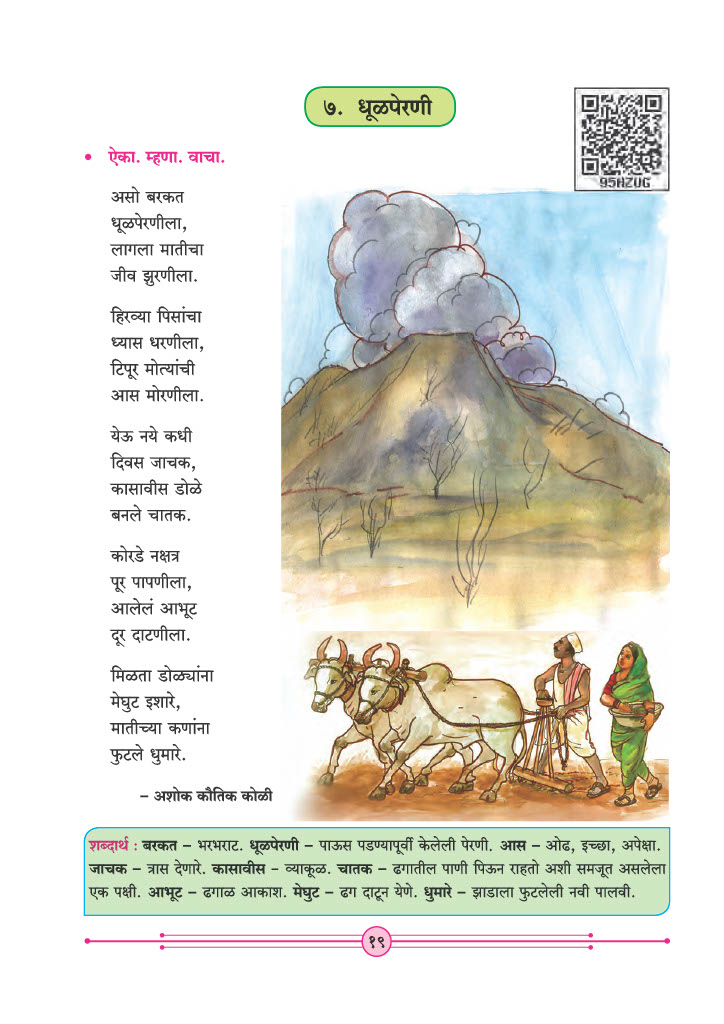 ७. धूळपेरणी
95HZUG
• ऐका. म्हणा. वाचा.
असो बरकत
धूळपेरणीला,
लागला मातीचा
जीव झुरणीला.
हिरव्या पिसांचा
ध्यास धरणीला,
टिपूर मोत्यांची
आस मोरणीला.
येऊ नये कधी
दिवस जाचक,
कासावीस डोळे
बनले चातक.
कोरडे नक्षत्र
पूर पापणीला,
आलेलं आभूट
दूर दाटणीला.
मिळता डोळ्यांना
मेघुट इशारे,
मातीच्या कणांना
फुटले धुमारे.
– अशोक कौतिक कोळी
शब्दार्थ : बरकत – भरभराट. धूळपेरणी – पाऊस पडण्यापूर्वी केलेली पेरणी. आस – ओढ, इच्छा, अपेक्षा.
जाचक – त्रास देणारे. कासावीस – व्याकूळ. चातक – ढगातील पाणी पिऊन राहतो अशी समजूत असलेला
एक पक्षी. आभूट – ढगाळ आकाश. मेघुट – ढग दाटून येणे. धुमारे – झाडाला फुटलेली नवी पालवी.
१९